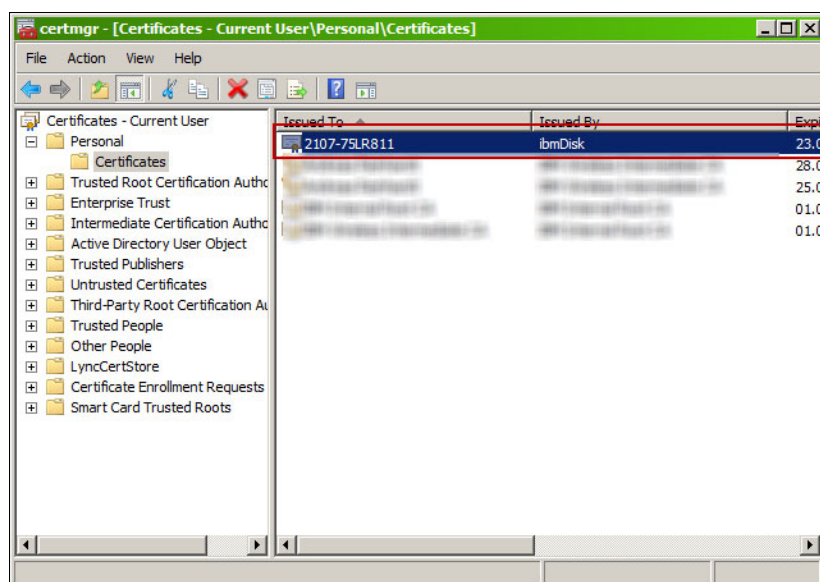 certmgr - [Certificates - Current User\Personal\Certificates]
File Action View Help
Certificates - Current User
Personal
Certificates
Trusted Root Certification Autho
Enterprise Trust
Intermediate Certification Autho
Active Directory User Object
Trusted Publishers
Untrusted Certificates
Third-Party Root Certification Au
Trusted People
Other People
LyncCertStore
Certificate Enrollment Requests
Smart Card Trusted Roots
Issued To Issued By Expi
2107-75LR811 ibmDisk 23.0
28.0
25.0
01.0
01.0